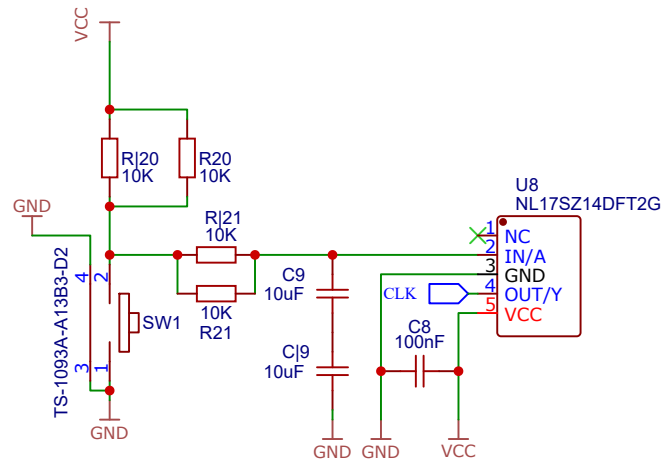 VCC
R|20
10K
R20
10K
U8
NL17SZ14DFT2G
GND
R|21
10K
1
NC
2
IN/A
3
GND
CLK
4
OUT/Y
5
VCC
TS-1093A-A13B3-D2
4
2
3
1
SW1
10K
R21
C9
10uF
C8
100nF
C|9
10uF
GND
GND
GND
VCC